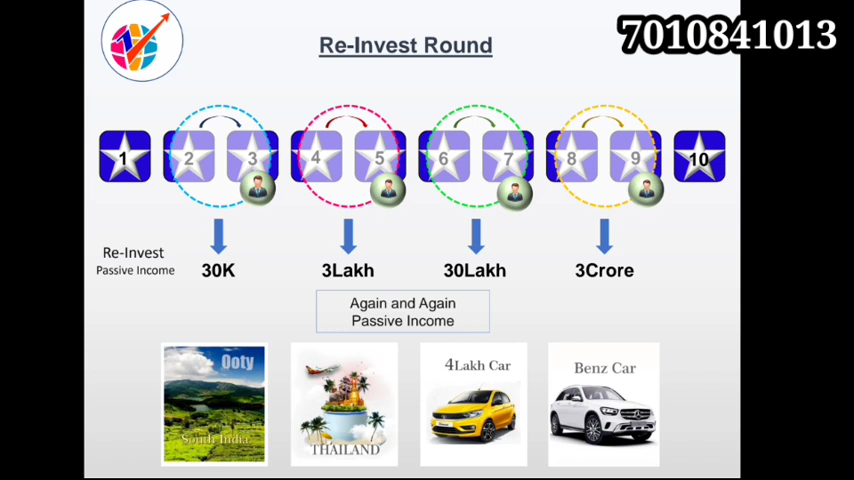 7010841013
Re-Invest Round
1 2 3 4 5 6 7 8 9 10
Re-Invest
Passive Income
30K 3Lakh 30Lakh 3Crore
Again and Again
Passive Income
Ooty
South India
THAILAND
4Lakh Car
Benz Car